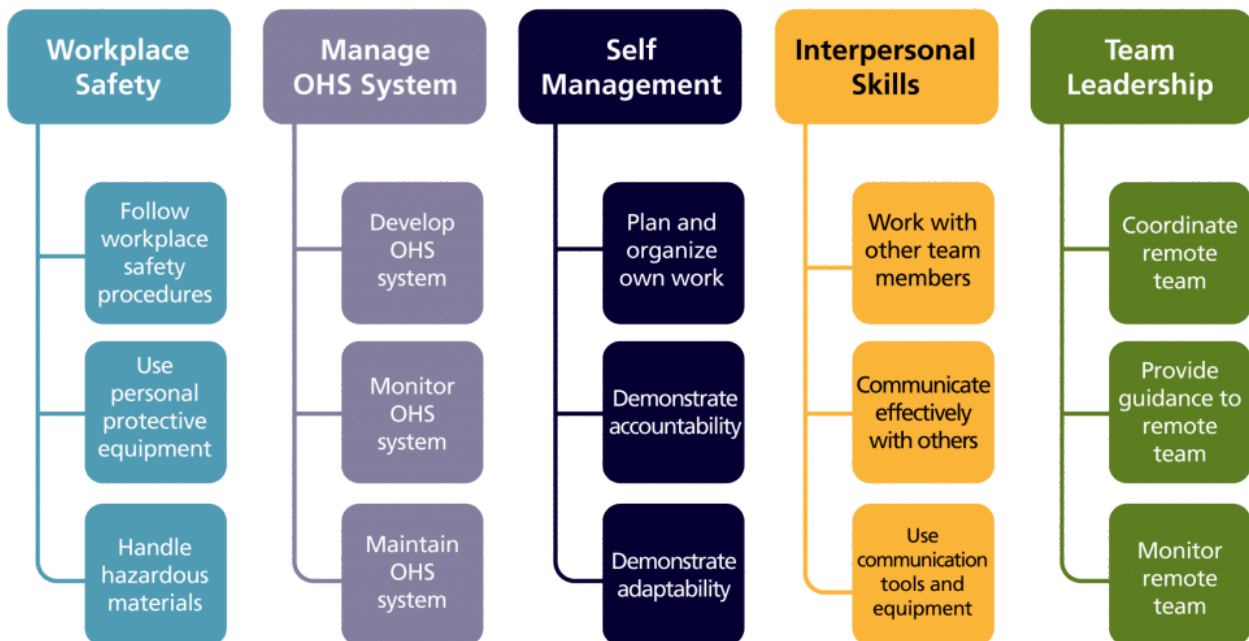 Workplace
Safety
Follow
workplace
safety
procedures
Use
personal
protective
equipment
Handle
hazardous
materials
Manage
OHS System
Develop
OHS
system
Monitor
OHS
system
Maintain
OHS
system
Self
Management
Plan and
organize
own work
Demonstrate
accountability
Demonstrate
adaptability
Interpersonal
Skills
Work with
other team
members
Communicate
effectively
with others
Use
communication
tools and
equipment
Team
Leadership
Coordinate
remote
team
Provide
guidance to
remote
team
Monitor
remote
team